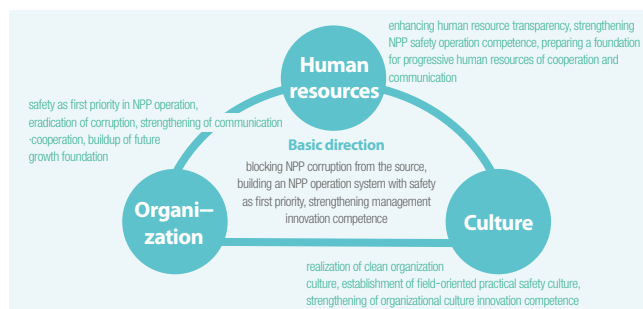 enhancing human resource transparency, strengthening
NPP safety operation competence, preparing a foundation
for progressive human resources of cooperation and
communication
Human
resources
safety as first priority in NPP operation,
eradication of corruption, strengthening of communication
·cooperation, buildup of future
growth foundation
Basic direction
blocking NPP corruption from the source,
building an NPP operation system with safety
as first priority, strengthening management
innovation competence
Organi–
zation
Culture
realization of clean organization
culture, establishment of field-oriented practical safety culture,
strengthening of organizational culture innovation competence